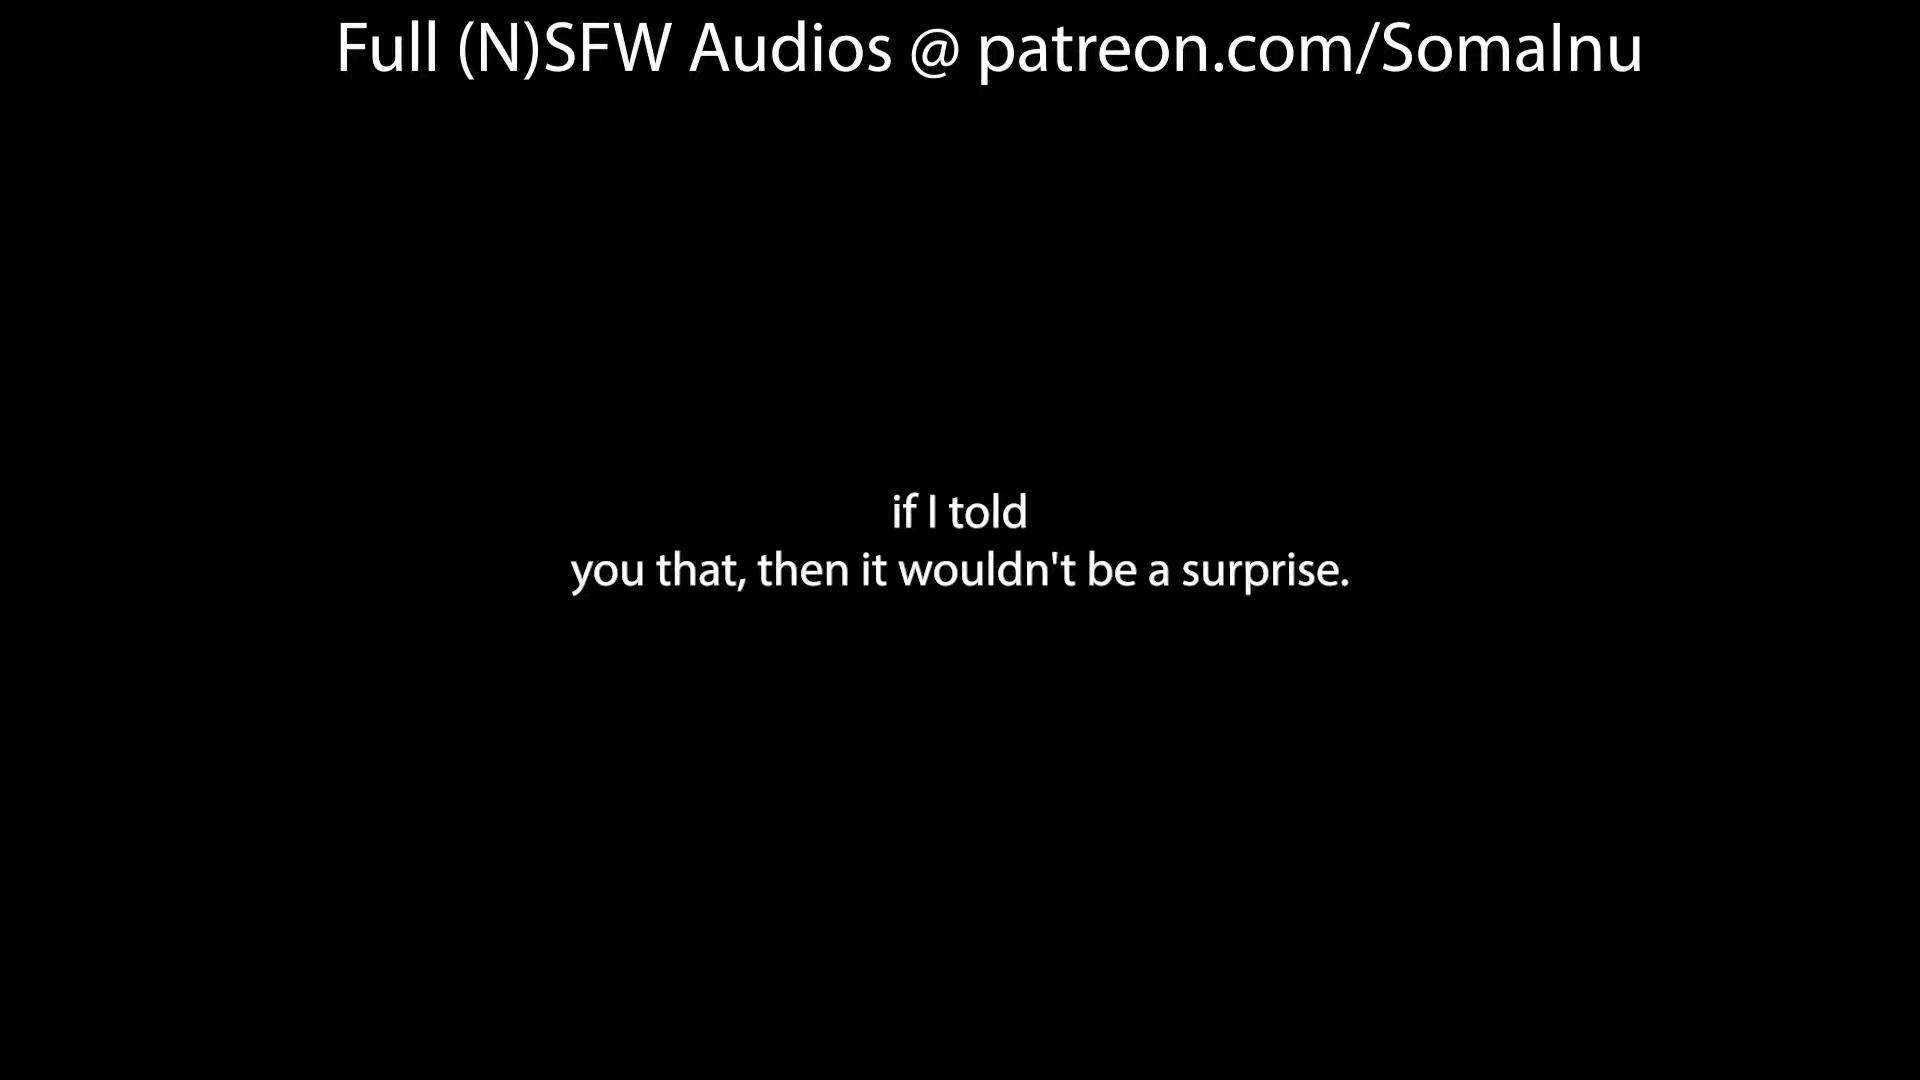 Full (N)SFW Audios @ patreon.com/SomaInu
if I told
you that, then it wouldn't be a surprise.